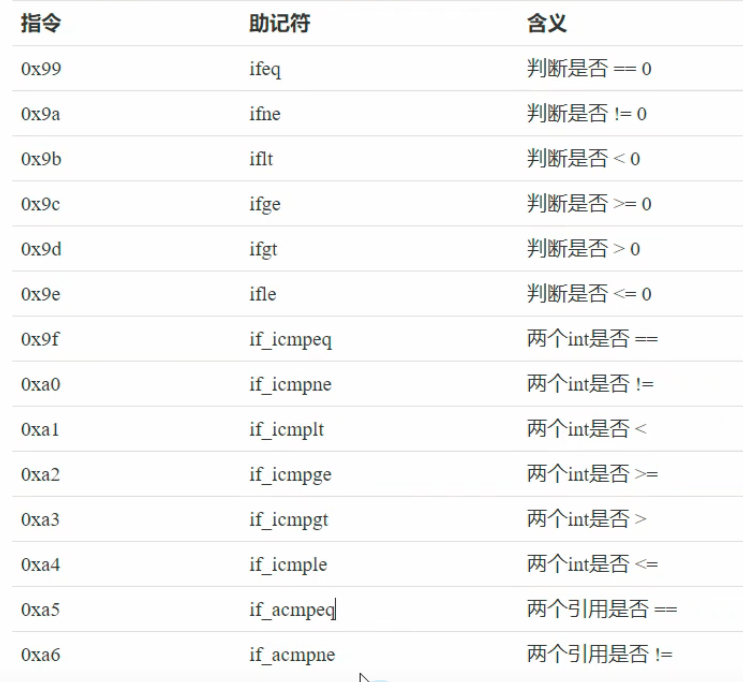 指令 助记符 含义
0x99 ifeq 判断是否 == 0
0x9a ifne 判断是否 != 0
0x9b iflt 判断是否 < 0
0x9c ifge 判断是否 >= 0
0x9d ifgt 判断是否 > 0
0x9e ifle 判断是否 <= 0
0x9f if_icmpeq 两个int是否 ==
0xa0 if_icmpne 两个int是否 !=
0xa1 if_icmplt 两个int是否 <
0xa2 if_icmpge 两个int是否 >=
0xa3 if_icmpgt 两个int是否 >
0xa4 if_icmple 两个int是否 <=
0xa5 if_acmpeq 两个引用是否 ==
0xa6 if_acmpne 两个引用是否 !=